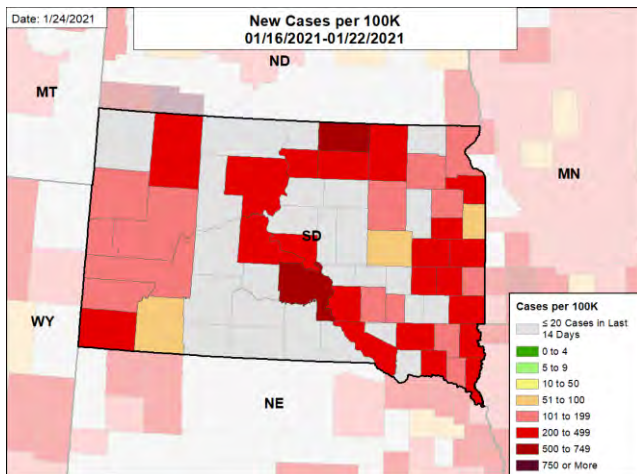 Date: 1/24/2021
New Cases per 100K
01/16/2021-01/22/2021
ND
MT
MN
SD
WY
NE
Cases per 100K
≤ 20 Cases in Last
14 Days
0 to 4
5 to 9
10 to 50
51 to 100
101 to 199
200 to 499
500 to 749
750 or More